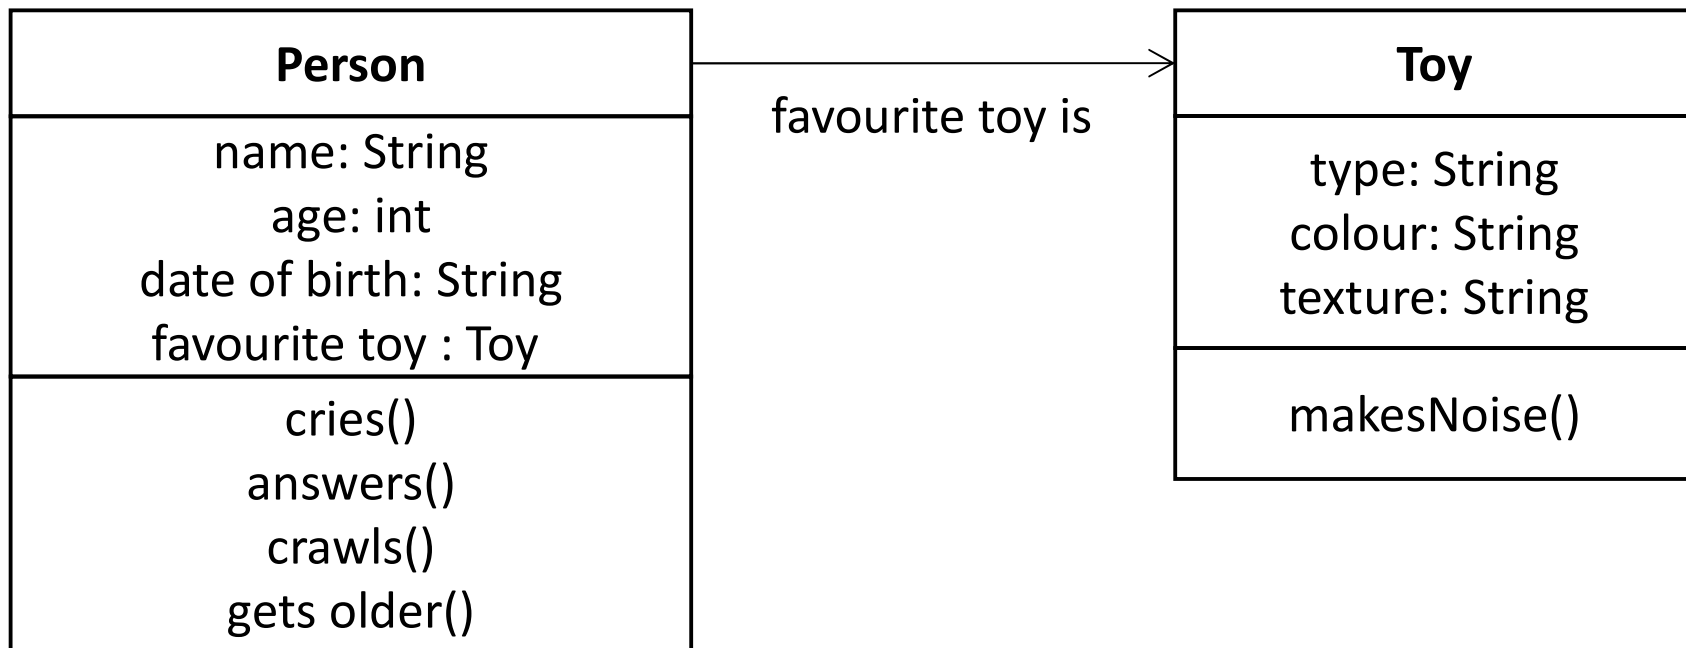 Person
name: String
age: int
date of birth: String
favourite toy : Toy
cries()
answers()
crawls()
gets older()
favourite toy is
Toy
type: String
colour: String
texture: String
makesNoise()